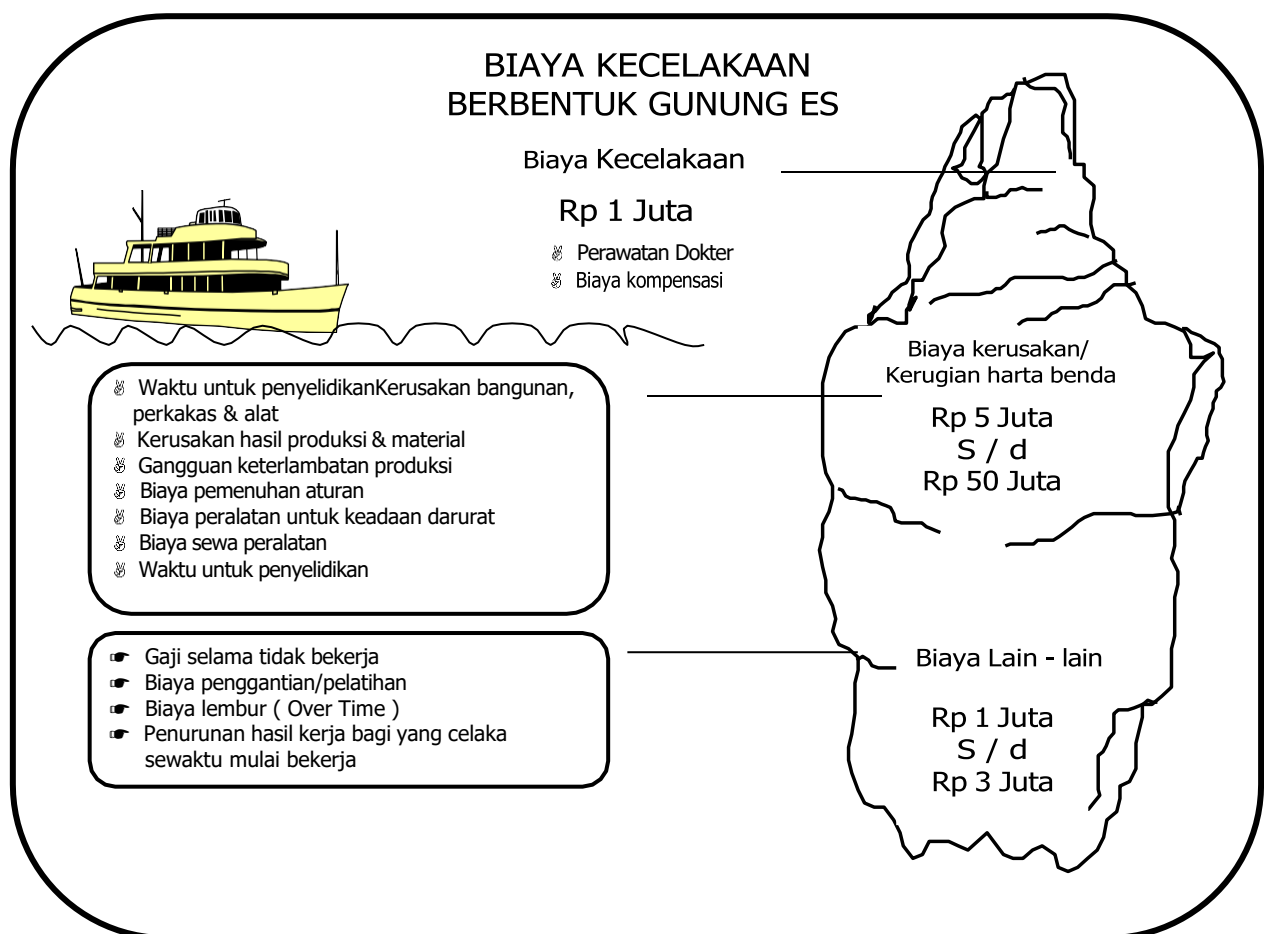 BIAYA KECELAKAAN
BERBENTUK GUNUNG ES
Biaya Kecelakaan
Rp 1 Juta
✌ Perawatan Dokter
✌ Biaya kompensasi
Biaya kerusakan/
Kerugian harta benda
Rp 5 Juta
S / d
Rp 50 Juta
✌ Waktu untuk penyelidikanKerusakan bangunan,
perkakas & alat
✌ Kerusakan hasil produksi & material
✌ Gangguan keterlambatan produksi
✌ Biaya pemenuhan aturan
✌ Biaya peralatan untuk keadaan darurat
✌ Biaya sewa peralatan
✌ Waktu untuk penyelidikan
☛ Gaji selama tidak bekerja
☛ Biaya penggantian/pelatihan
☛ Biaya lembur ( Over Time )
☛ Penurunan hasil kerja bagi yang celaka
sewaktu mulai bekerja
Biaya Lain - lain
Rp 1 Juta
S / d
Rp 3 Juta